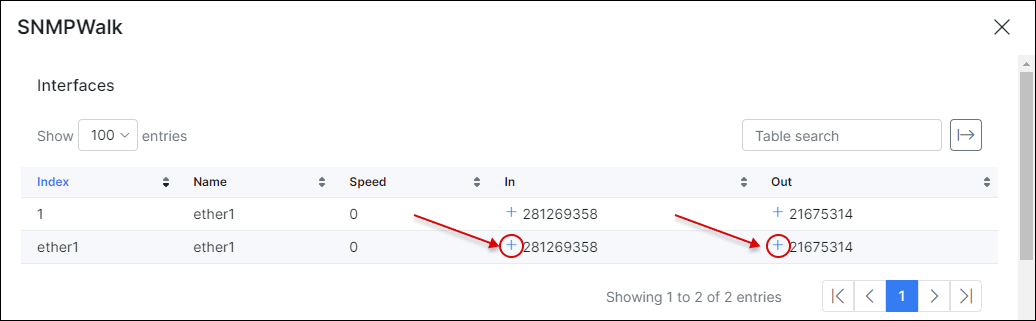 SNMPWalk
Interfaces
Show 100 entries
Table search
Index Name Speed In Out
1 ether1 0 + 281269358 + 21675314
ether1 ether1 0 + 281269358 + 21675314
Showing 1 to 2 of 2 entries
1